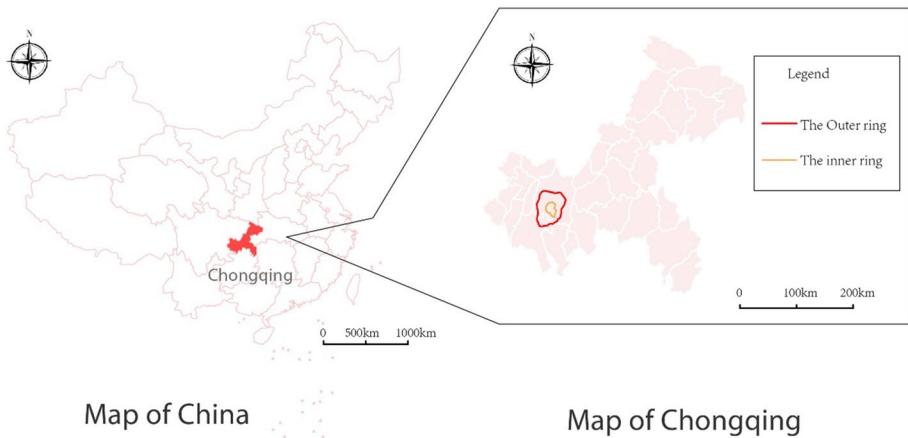 N
Chongqing
0 500km 1000km
Map of China
N
Legend
The Outer ring
The inner ring
0 100km 200km
Map of Chongqing